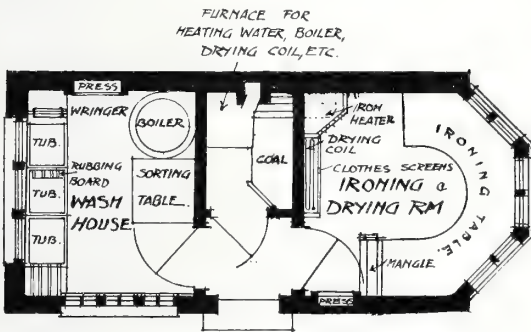 FURNACE FOR
HEATING WATER, BOILER,
DRYING COIL, ETC.
PRESS
WRINGER
BOILER
TUB.
RUBBING
BOARD
TUB.
WASH
HOUSE
TUB.
SORTING
TABLE
COAL
IRON
HEATER
DRYING
COIL
CLOTHES SCREENS
IRONING &
DRYING RM
IRONING TABLE.
MANGLE
PRESS